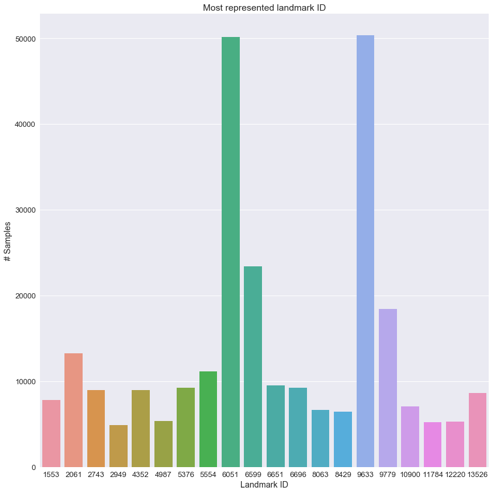 Most represented landmark ID
50000
40000
30000
20000
10000
0
# Samples
1553 2061 2743 2949 4352 4987 5376 5554 6051 6599 6651 6696 8063 8429 9633 9779 10900 11784 12220 13526
Landmark ID